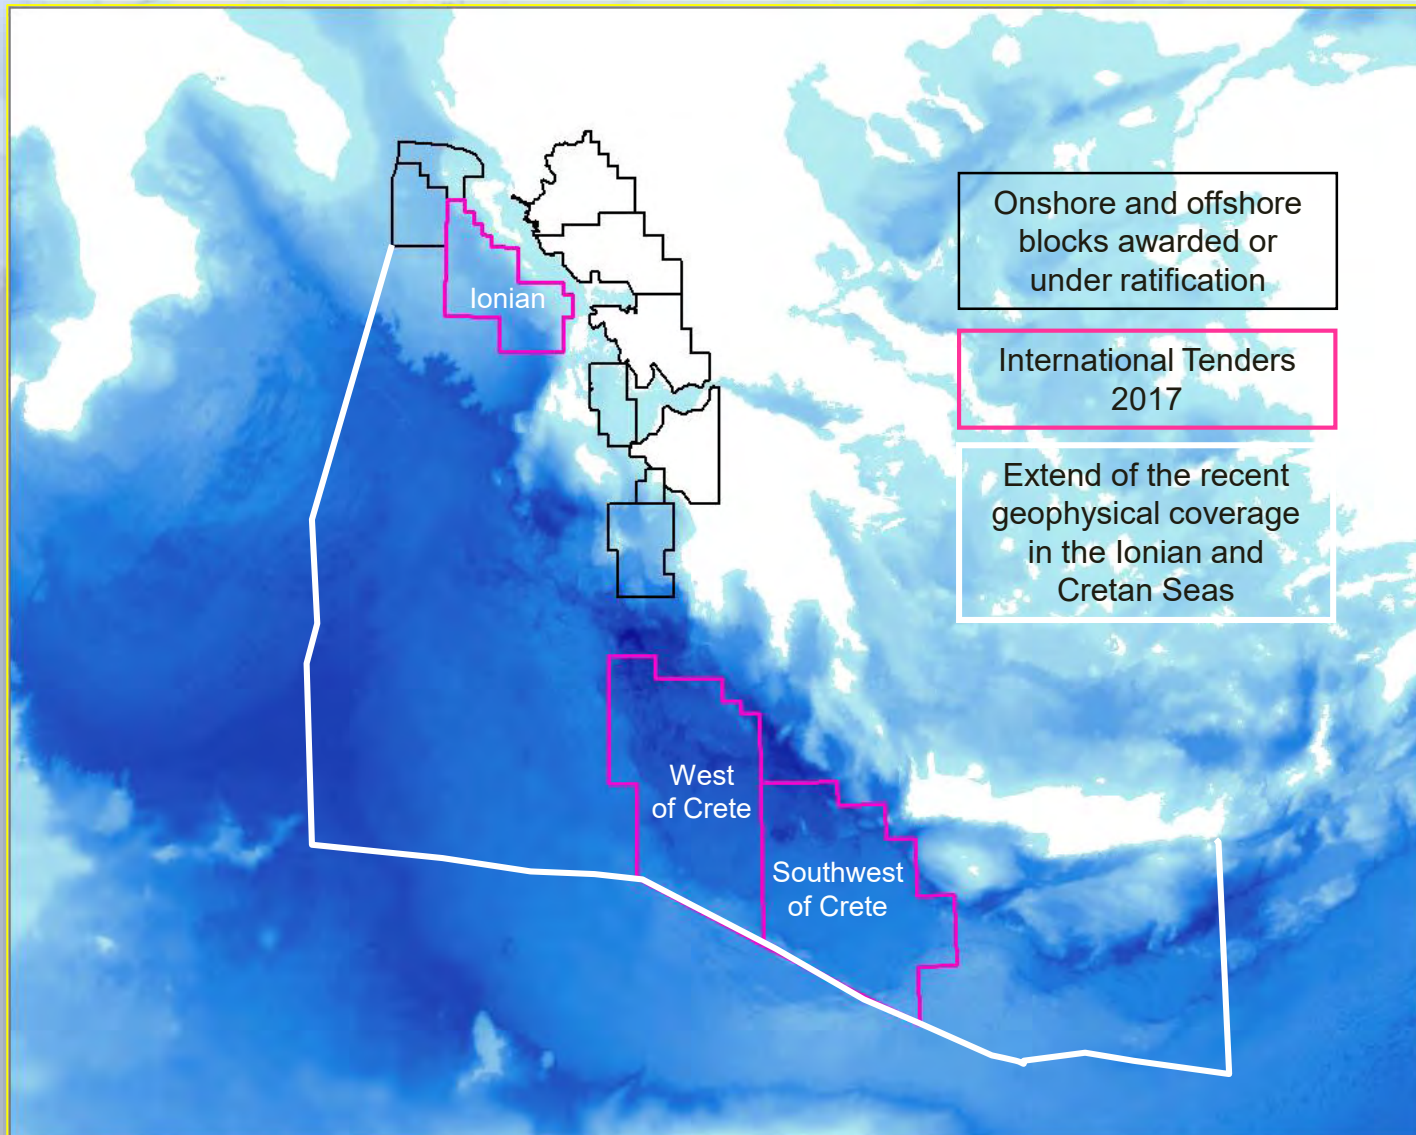 Onshore and offshore
blocks awarded or
under ratification
Ionian
International Tenders
2017
Extend of the recent
geophysical coverage
in the Ionian and
Cretan Seas
West
of Crete
Southwest
of Crete